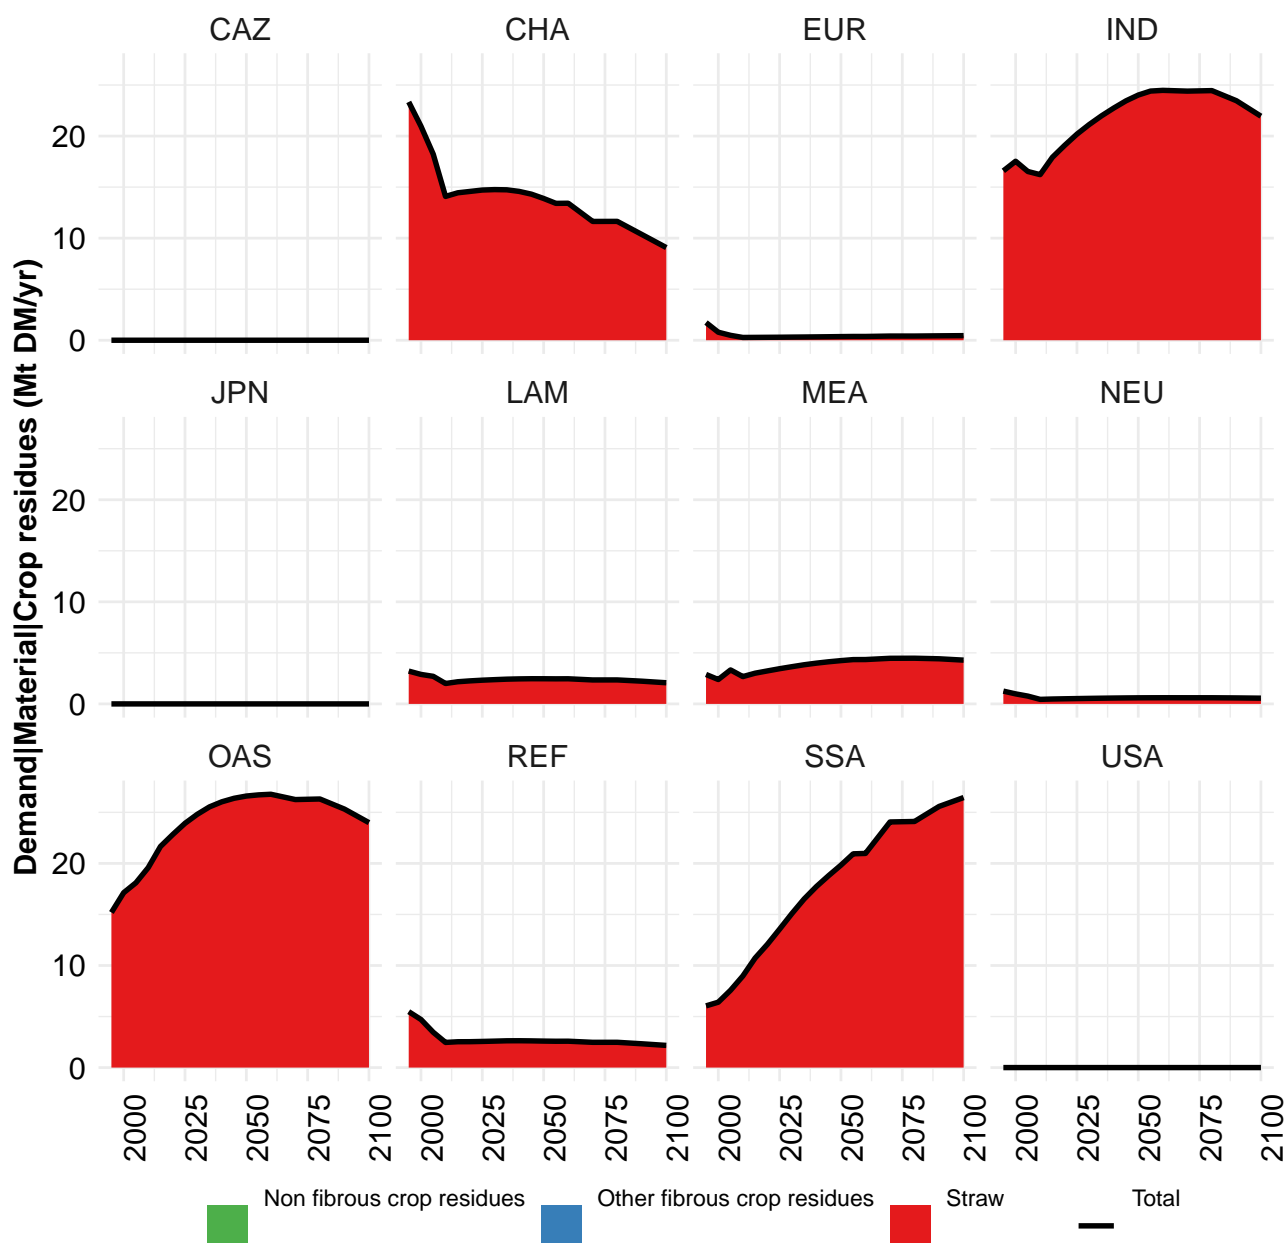 CAZ CHA EUR IND
20
10
0
JPN LAM MEA NEU
20
10
0
OAS REF SSA USA
20
10
0
Demand|Material|Crop residues (Mt DM/yr)
2000 2025 2050 2075 2100 2000 2025 2050 2075 2100 2000 2025 2050 2075 2100 2000 2025 2050 2075 2100
Non fibrous crop residues Other fibrous crop residues Straw Total